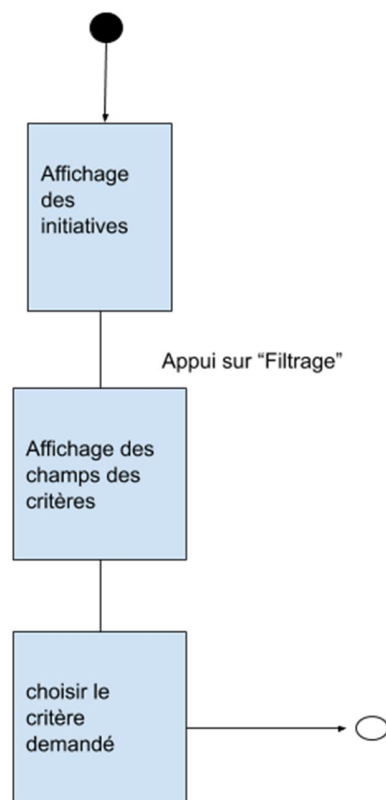 Affichage
des
initiatives
Appui sur “Filtrage”
Affichage des
champs des
critères
choisir le
critère
demandé